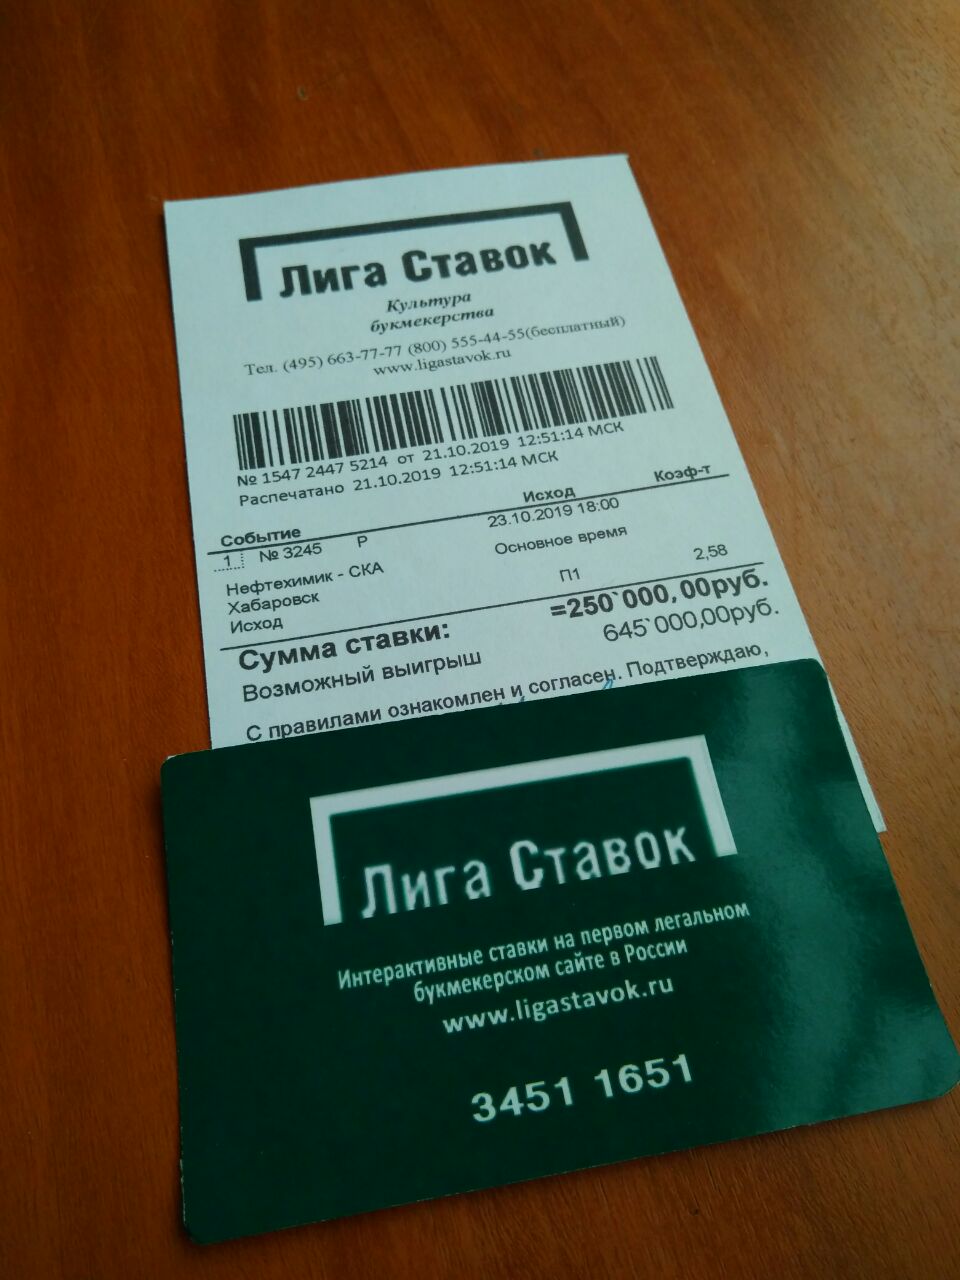 Лига Ставок
Культура
букмекерства
Тел. (495) 663-77-77 (800) 555-44-55(бесплатный)
www.ligastavok.ru
№ 1547 2447 5214 от 21.10.2019 12:51:14 МСК
Распечатано 21.10.2019 12:51:14 МСК
Событие Исход Коэф-т
1 № 3245 Р 23.10.2019 18:00
Нефтехимик - СКА Основное время
Хабаровск
Исход П1 2,58
Сумма ставки: =250`000,00руб.
Возможный выигрыш 645`000,00руб.
С правилами ознакомлен и согласен. Подтверждаю,
Лига Ставок
Интерактивные ставки на первом легальном
букмекерском сайте в России
www.ligastavok.ru
3451 1651